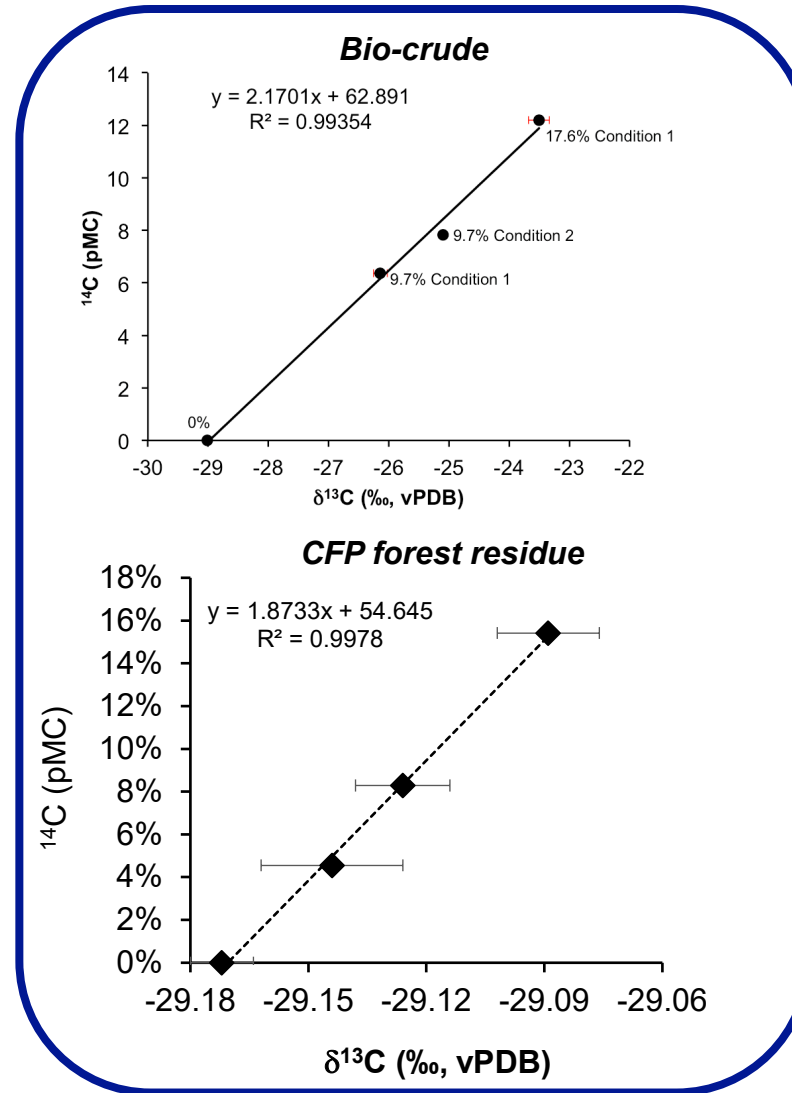 Bio-crude
y = 2.1701x + 62.891
R² = 0.99354
14
12
10
8
6
4
2
0
¹⁴C (pMC)
17.6% Condition 1
9.7% Condition 2
9.7% Condition 1
0%
-30 -29 -28 -27 -26 -25 -24 -23 -22
δ¹³C (‰, vPDB)
CFP forest residue
y = 1.8733x + 54.645
R² = 0.9978
18%
16%
14%
12%
10%
8%
6%
4%
2%
0%
¹⁴C (pMC)
-29.18 -29.15 -29.12 -29.09 -29.06
δ¹³C (‰, vPDB)